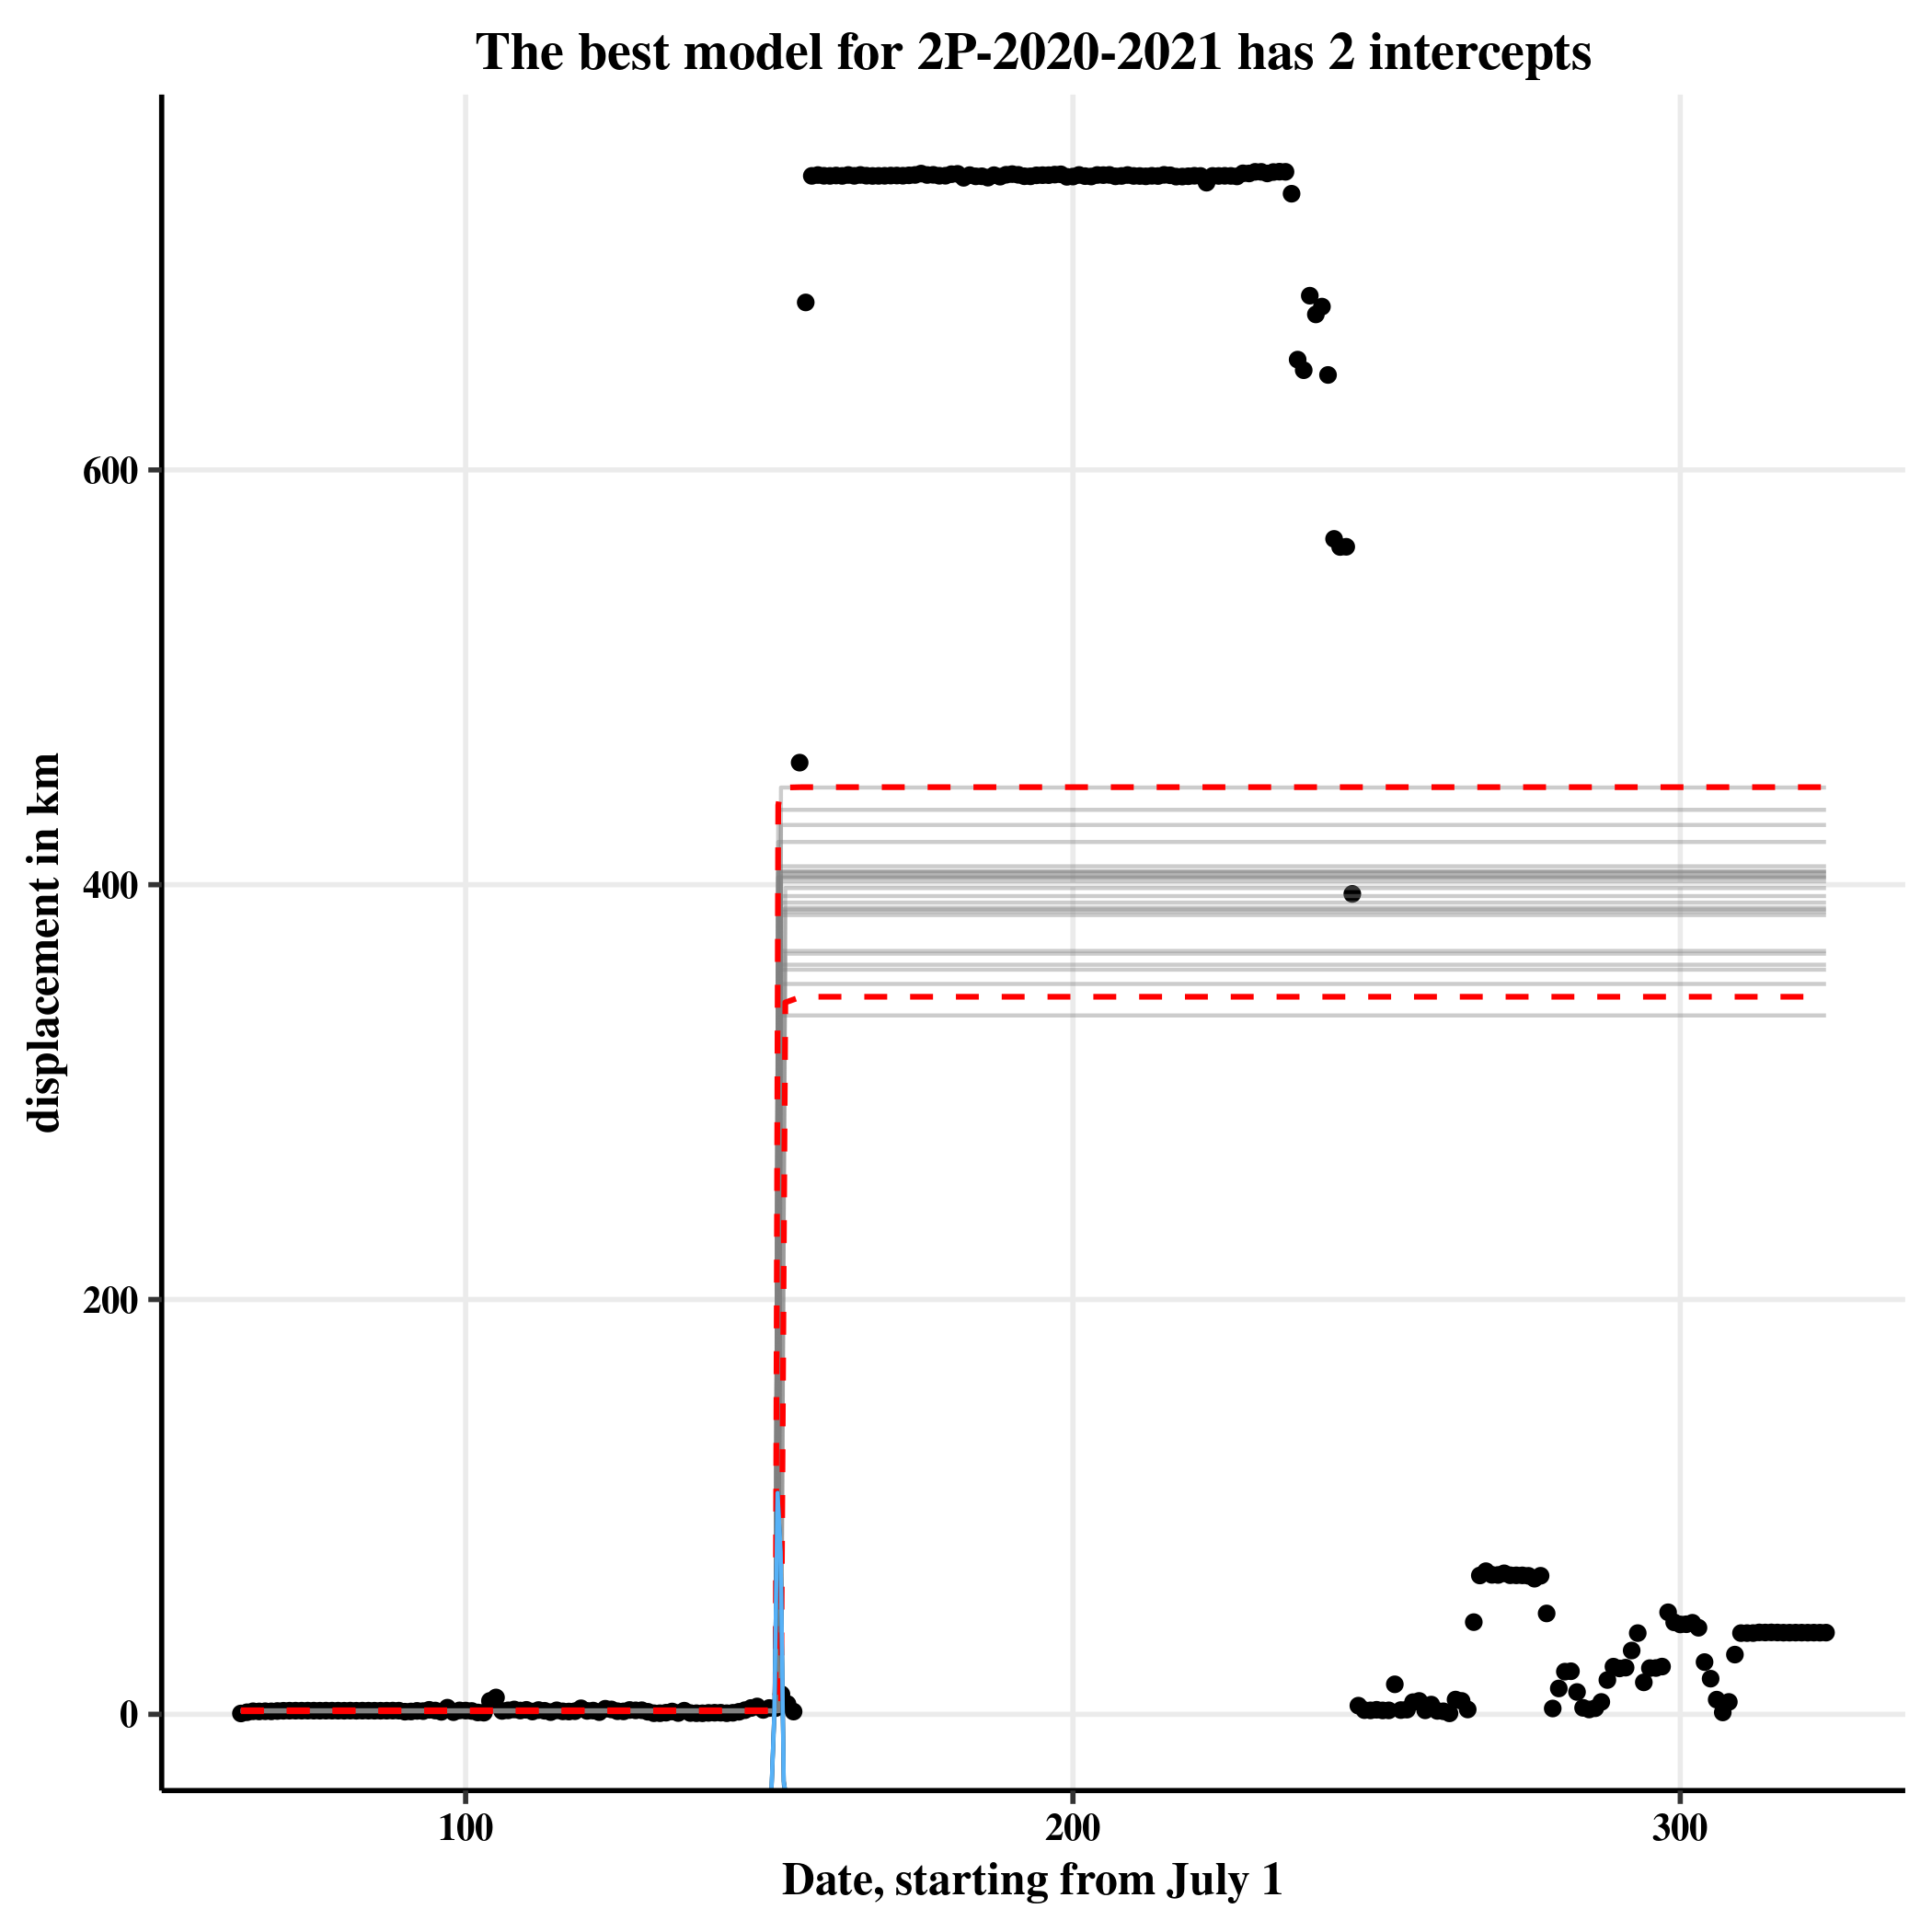 The best model for 2P-2020-2021 has 2 intercepts
displacement in km
600
400
200
0
100 200 300
Date, starting from July 1